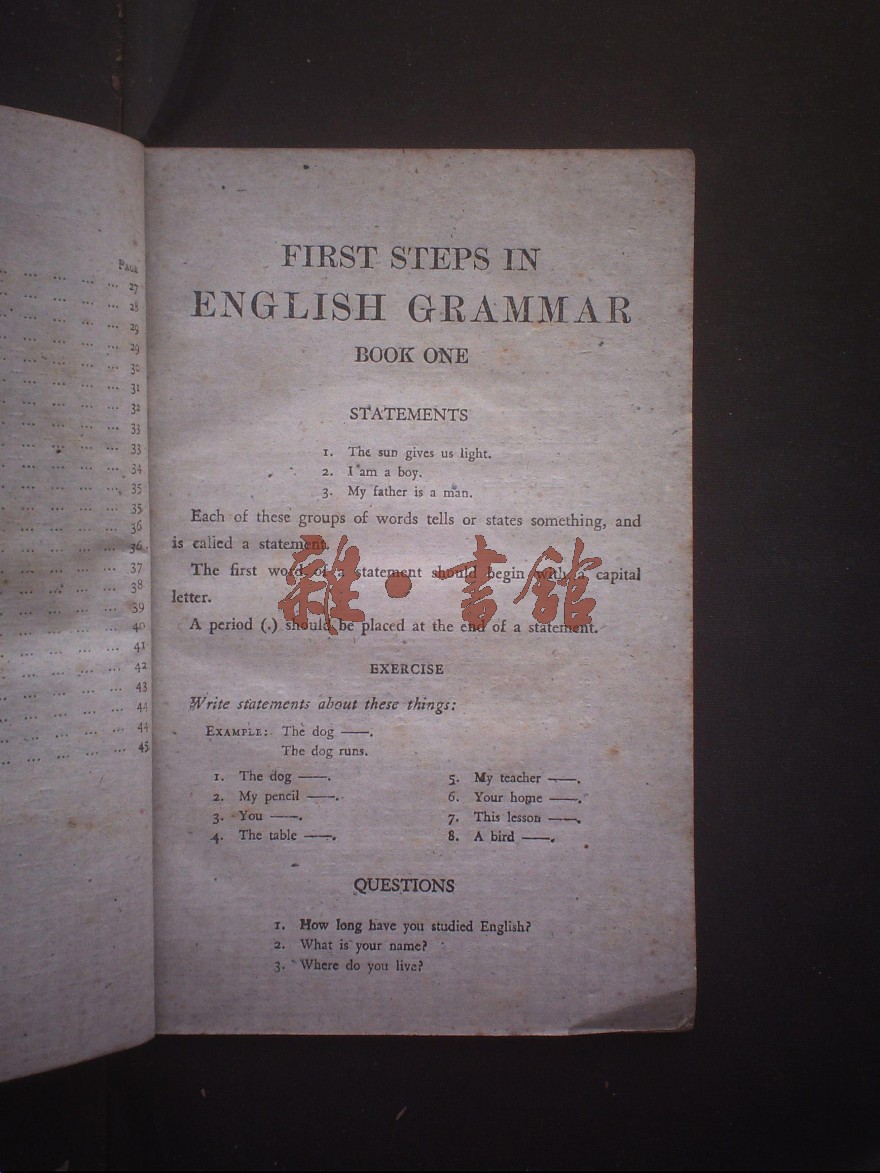 PAGE
27
28
29
29
30
31
32
33
33
34
35
35
36
36
37
38
39
40
41
42
43
44
44
45
FIRST STEPS IN
ENGLISH GRAMMAR
BOOK ONE
STATEMENTS
1. The sun gives us light.
2. I am a boy.
3. My father is a man.
Each of these groups of words tells or states something, and
is called a statement.
The first word of a statement should begin with a capital
letter.
A period (.) should be placed at the end of a statement.
雜·書館
EXERCISE
Write statements about these things:
EXAMPLE: The dog ——.
The dog runs.
1. The dog ——.
2. My pencil ——.
3. You ——.
4. The table ——.
5. My teacher ——.
6. Your home ——.
7. This lesson ——.
8. A bird ——.
QUESTIONS
1. How long have you studied English?
2. What is your name?
3. Where do you live?